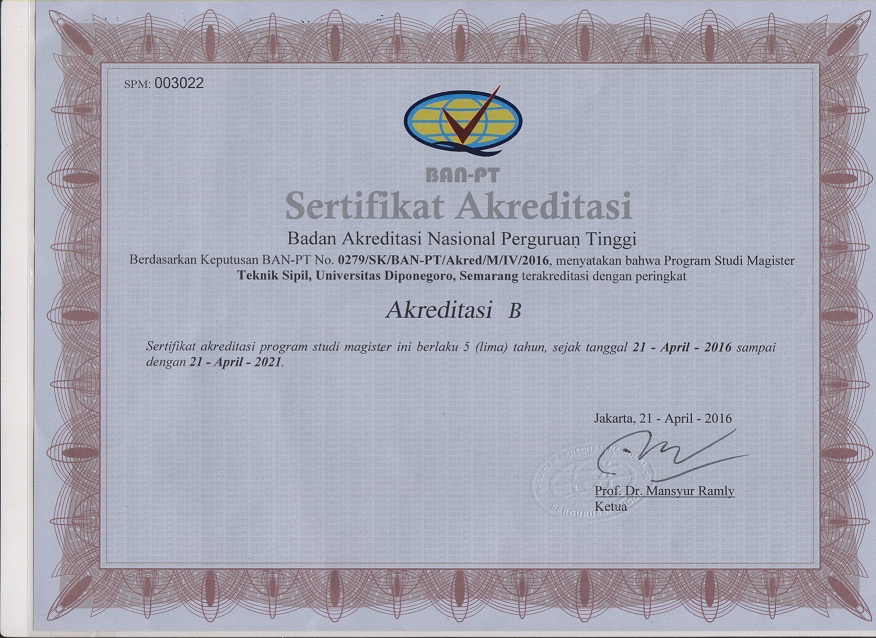 SPM: 003022
BAN-PT
Sertifikat Akreditasi
Badan Akreditasi Nasional Perguruan Tinggi
Berdasarkan Keputusan BAN-PT No. 0279/SK/BAN-PT/Akred/M/IV/2016, menyatakan bahwa Program Studi Magister
Teknik Sipil, Universitas Diponegoro, Semarang terakreditasi dengan peringkat
Akreditasi B
Sertifikat akreditasi program studi magister ini berlaku 5 (lima) tahun, sejak tanggal 21 - April - 2016 sampai
dengan 21 - April - 2021.
Jakarta, 21 - April - 2016
Prof. Dr. Mansyur Ramly
Ketua